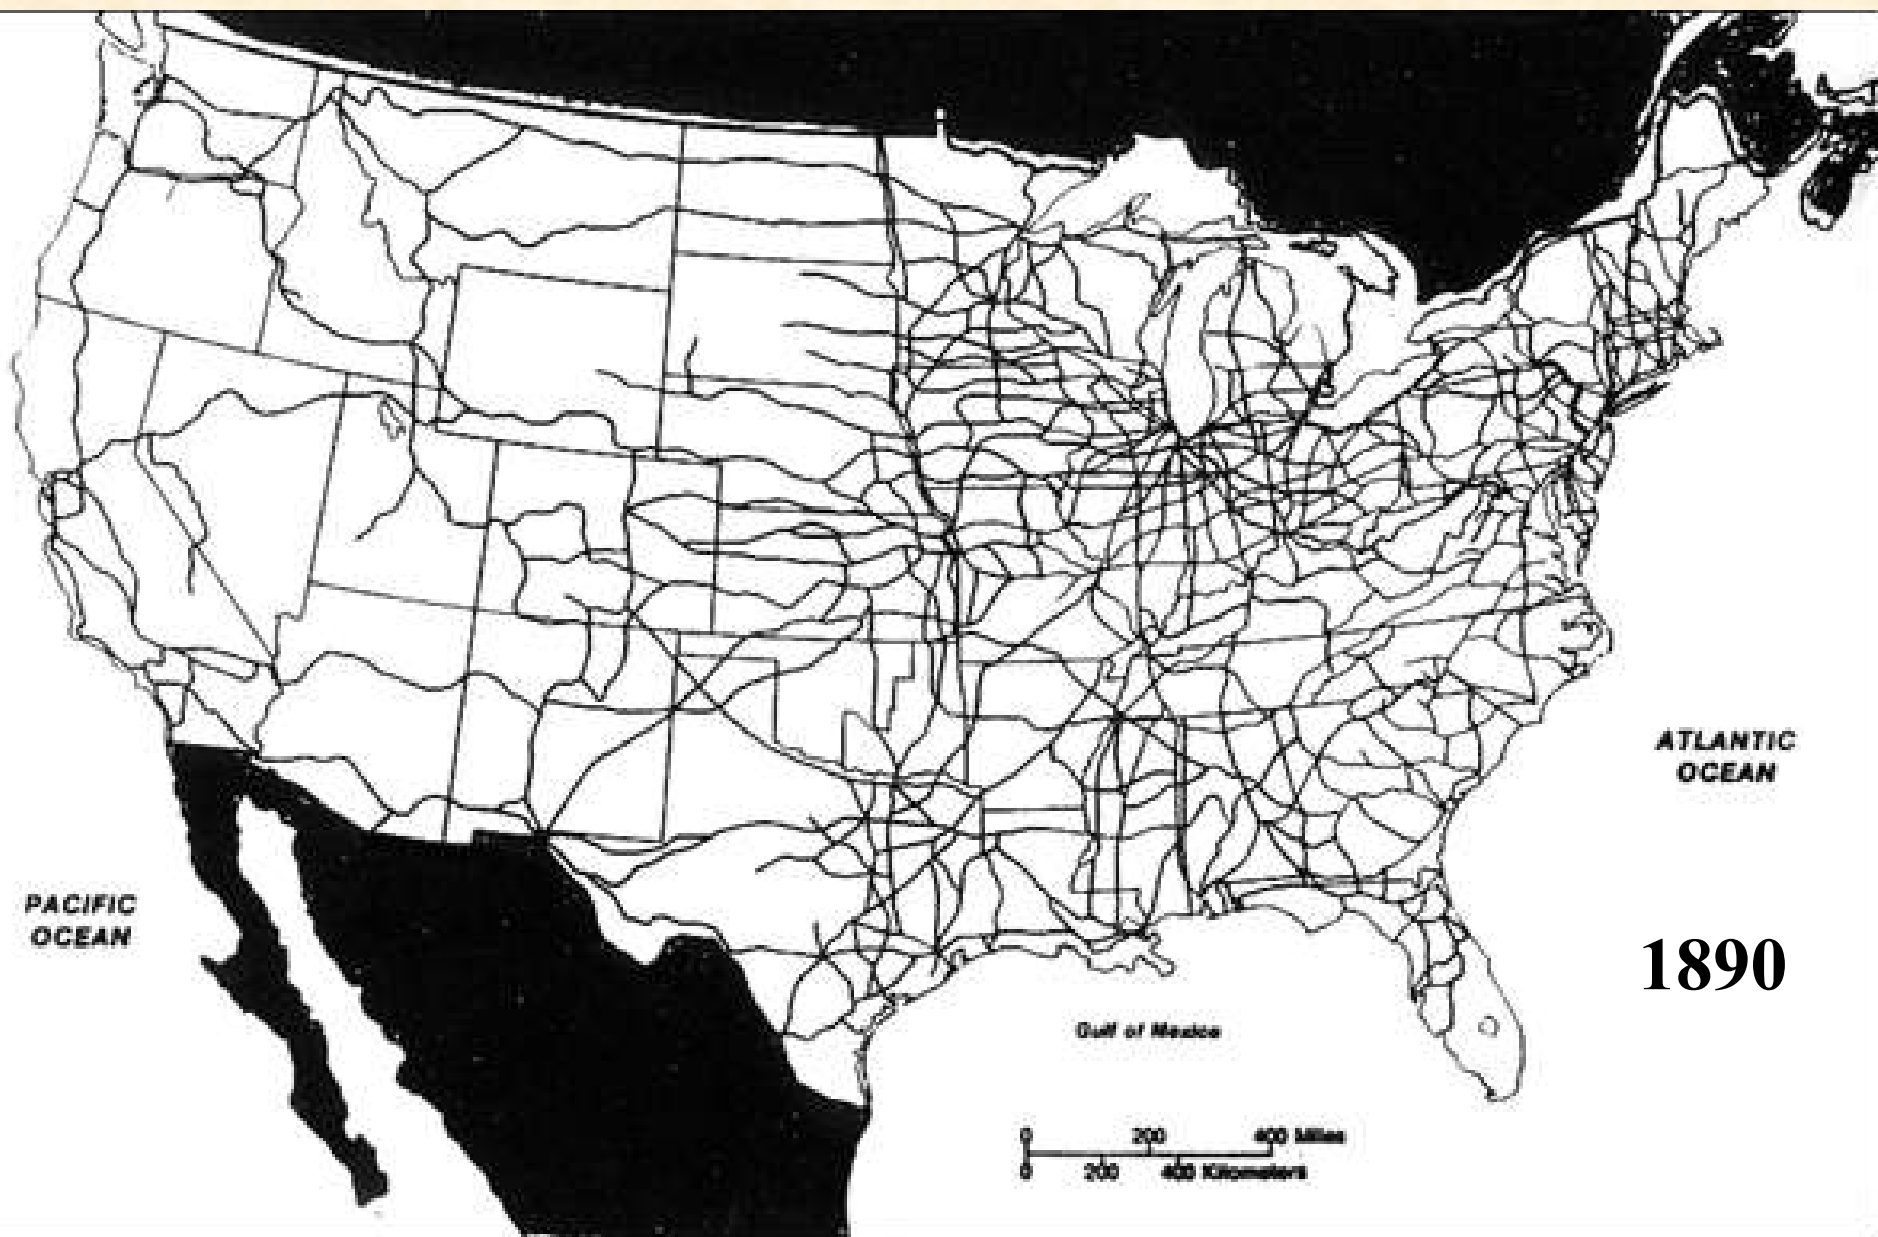 ATLANTIC
OCEAN
PACIFIC
OCEAN
1890
Gulf of Mexico
0 200 400 Miles
0 200 400 Kilometers